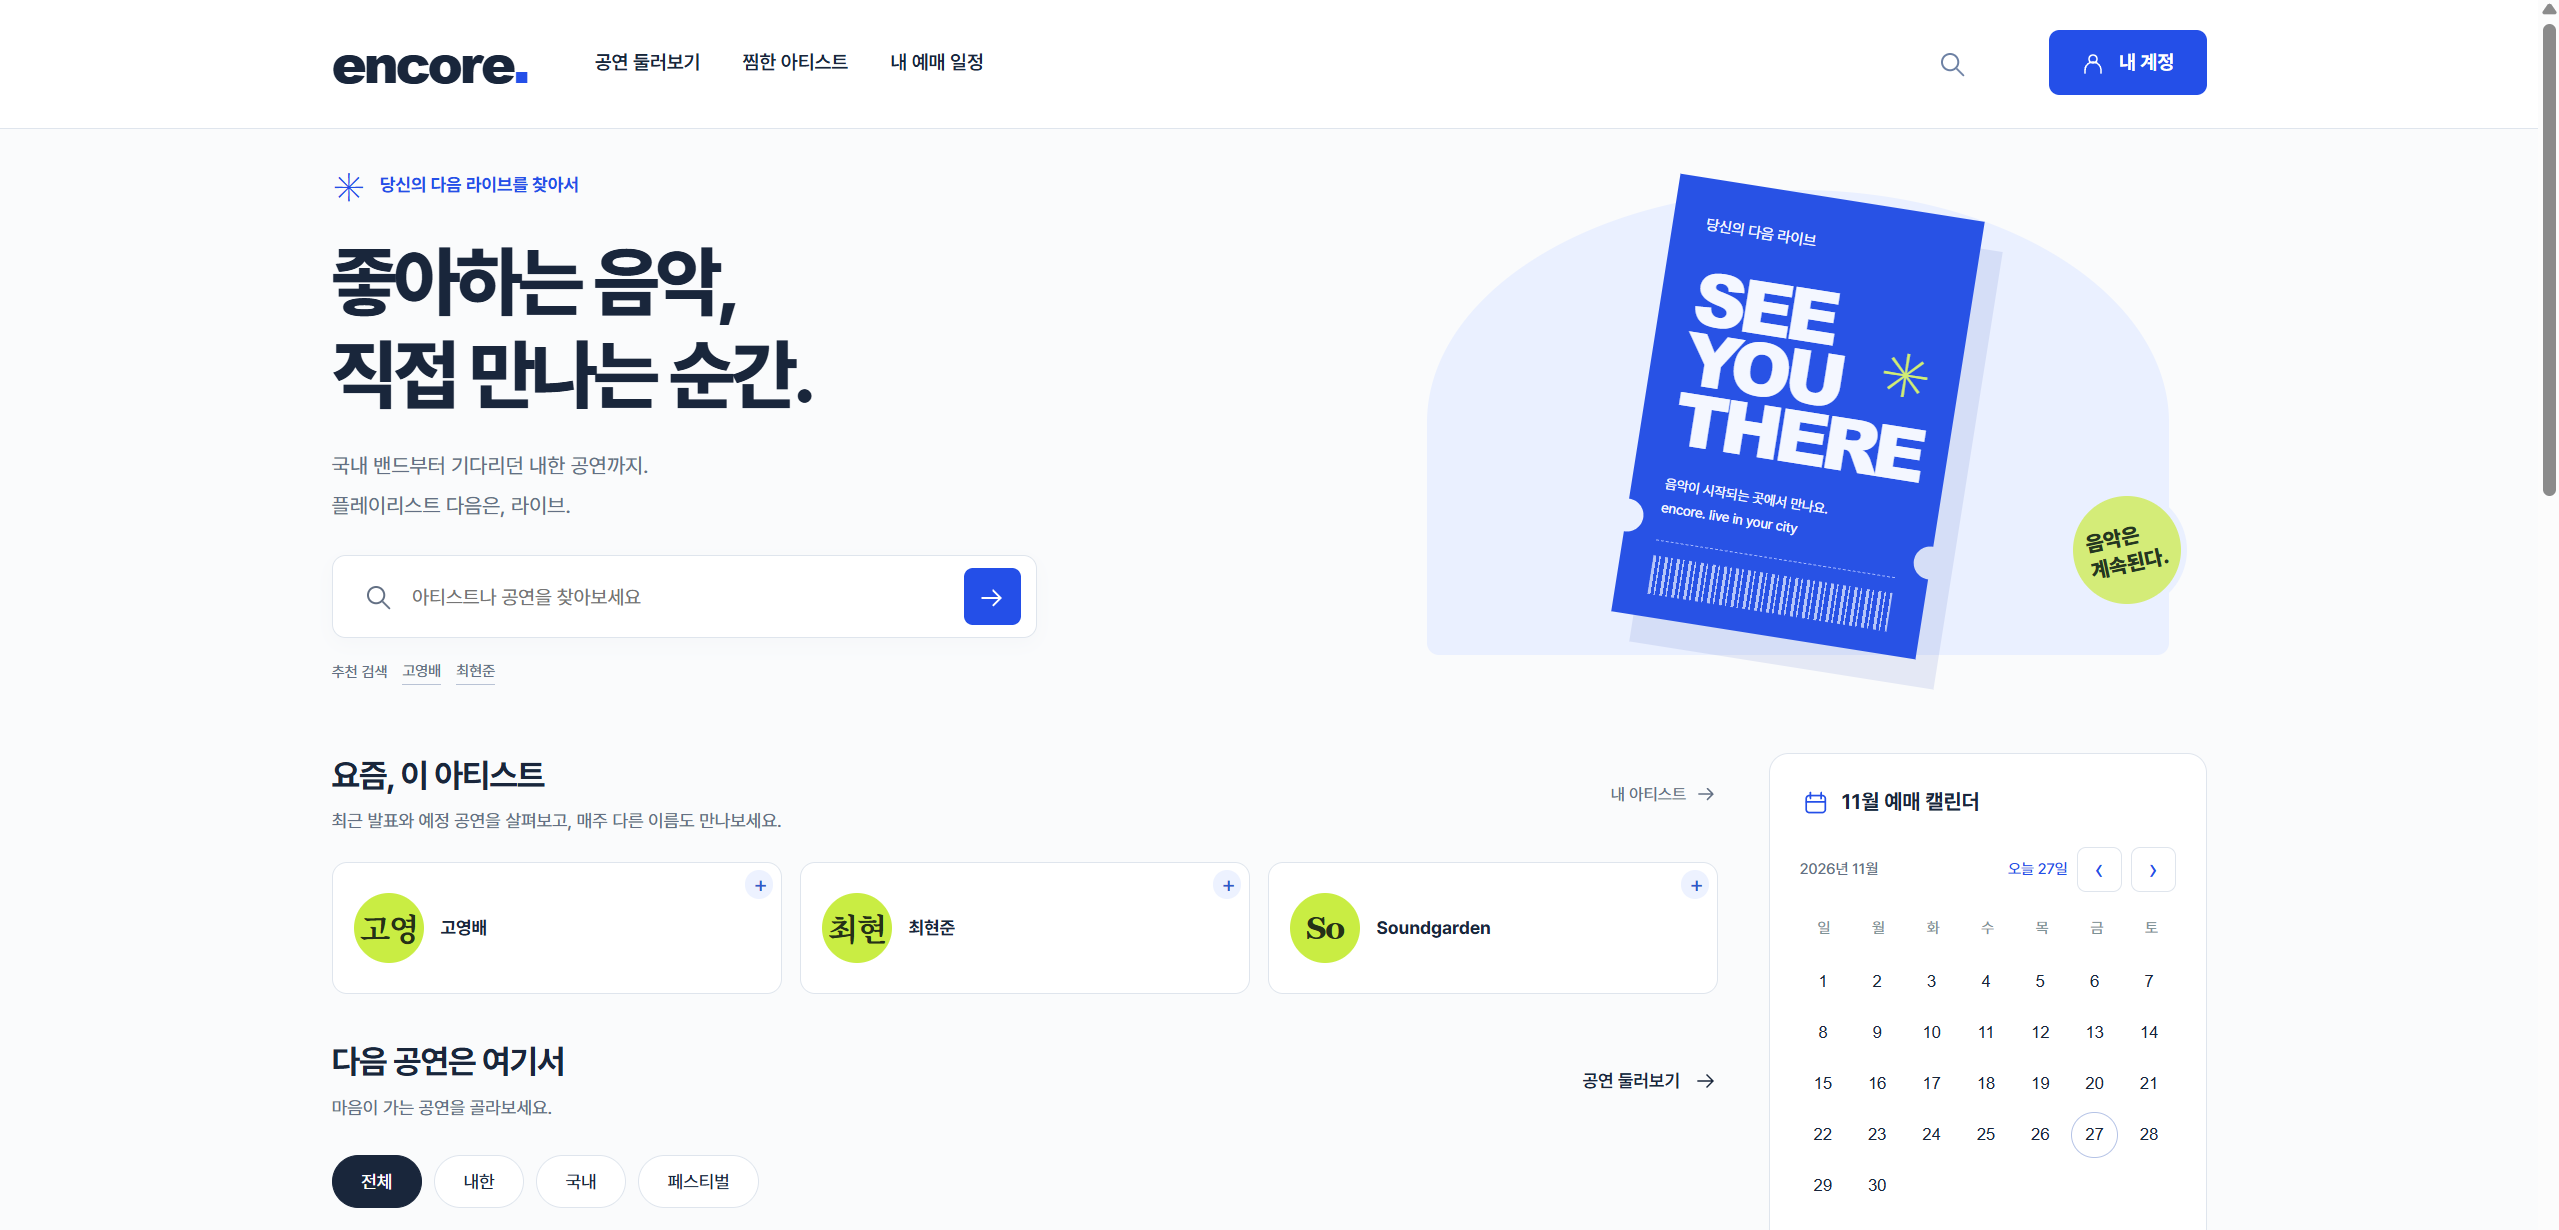 encore.
공연 둘러보기
찜한 아티스트
내 예매 일정
내 계정
당신의 다음 라이브를 찾아서
좋아하는 음악,
직접 만나는 순간.
국내 밴드부터 기다리던 내한 공연까지.
플레이리스트 다음은, 라이브.
아티스트나 공연을 찾아보세요
추천 검색 고영배 최현준
당신의 다음 라이브
SEE
YOU
THERE
음악이 시작되는 곳에서 만나요.
encore. live in your city
음악은
계속된다.
요즘, 이 아티스트
최근 발표와 예정 공연을 살펴보고, 매주 다른 이름도 만나보세요.
내 아티스트 →
고영 고영배 +
최현 최현준 +
So Soundgarden +
다음 공연은 여기서
마음이 가는 공연을 골라보세요.
공연 둘러보기 →
전체 내한 국내 페스티벌
11월 예매 캘린더
2026년 11월 오늘 27일 ‹ ›
일 월 화 수 목 금 토
1 2 3 4 5 6 7
8 9 10 11 12 13 14
15 16 17 18 19 20 21
22 23 24 25 26 27 28
29 30